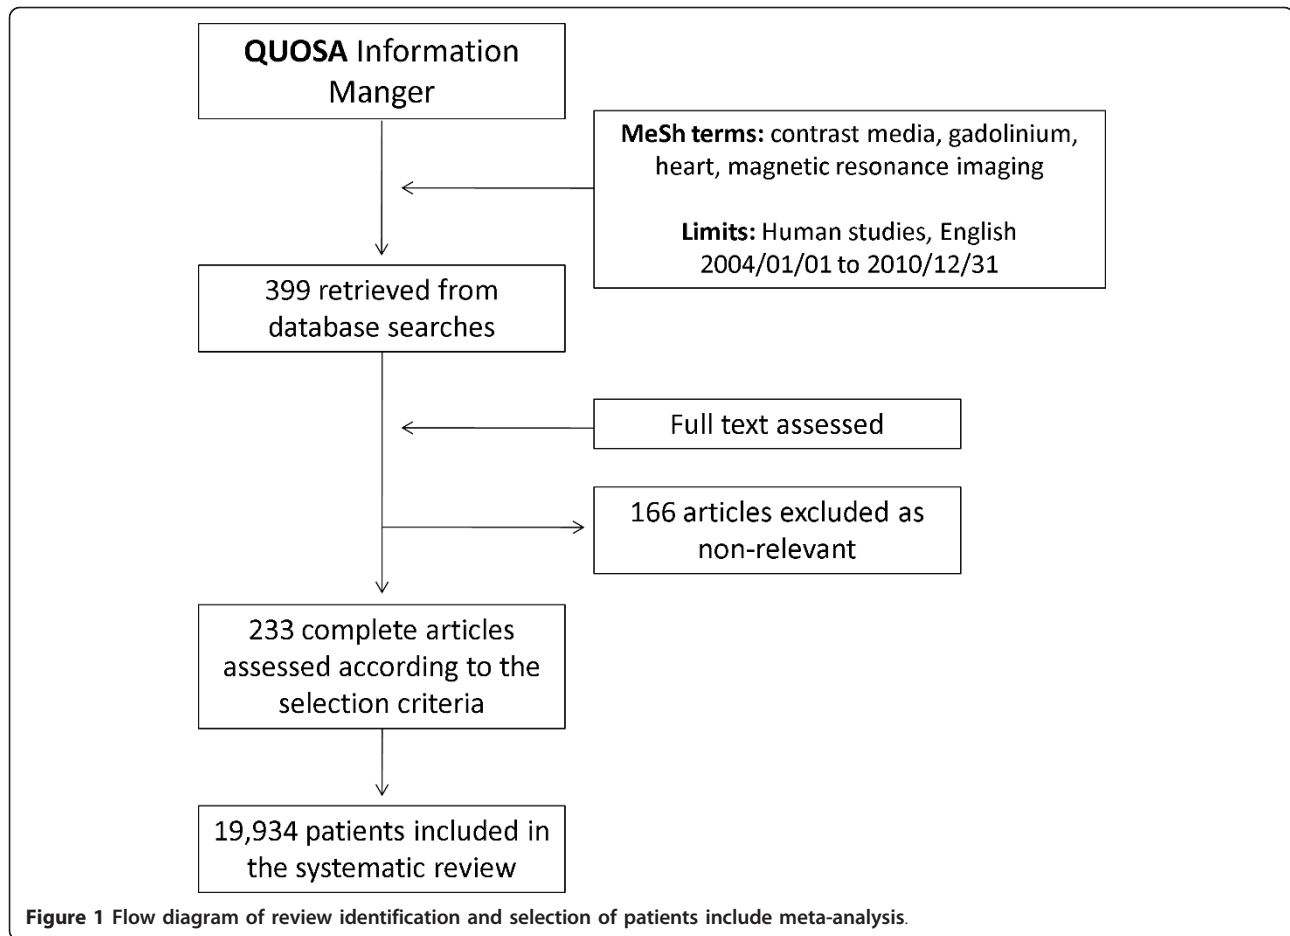 QUOSA Information
Manger
MeSh terms: contrast media, gadolinium,
heart, magnetic resonance imaging
Limits: Human studies, English
2004/01/01 to 2010/12/31
399 retrieved from
database searches
Full text assessed
166 articles excluded as
non-relevant
233 complete articles
assessed according to the
selection criteria
19,934 patients included in
the systematic review
Figure 1 Flow diagram of review identification and selection of patients include meta-analysis.